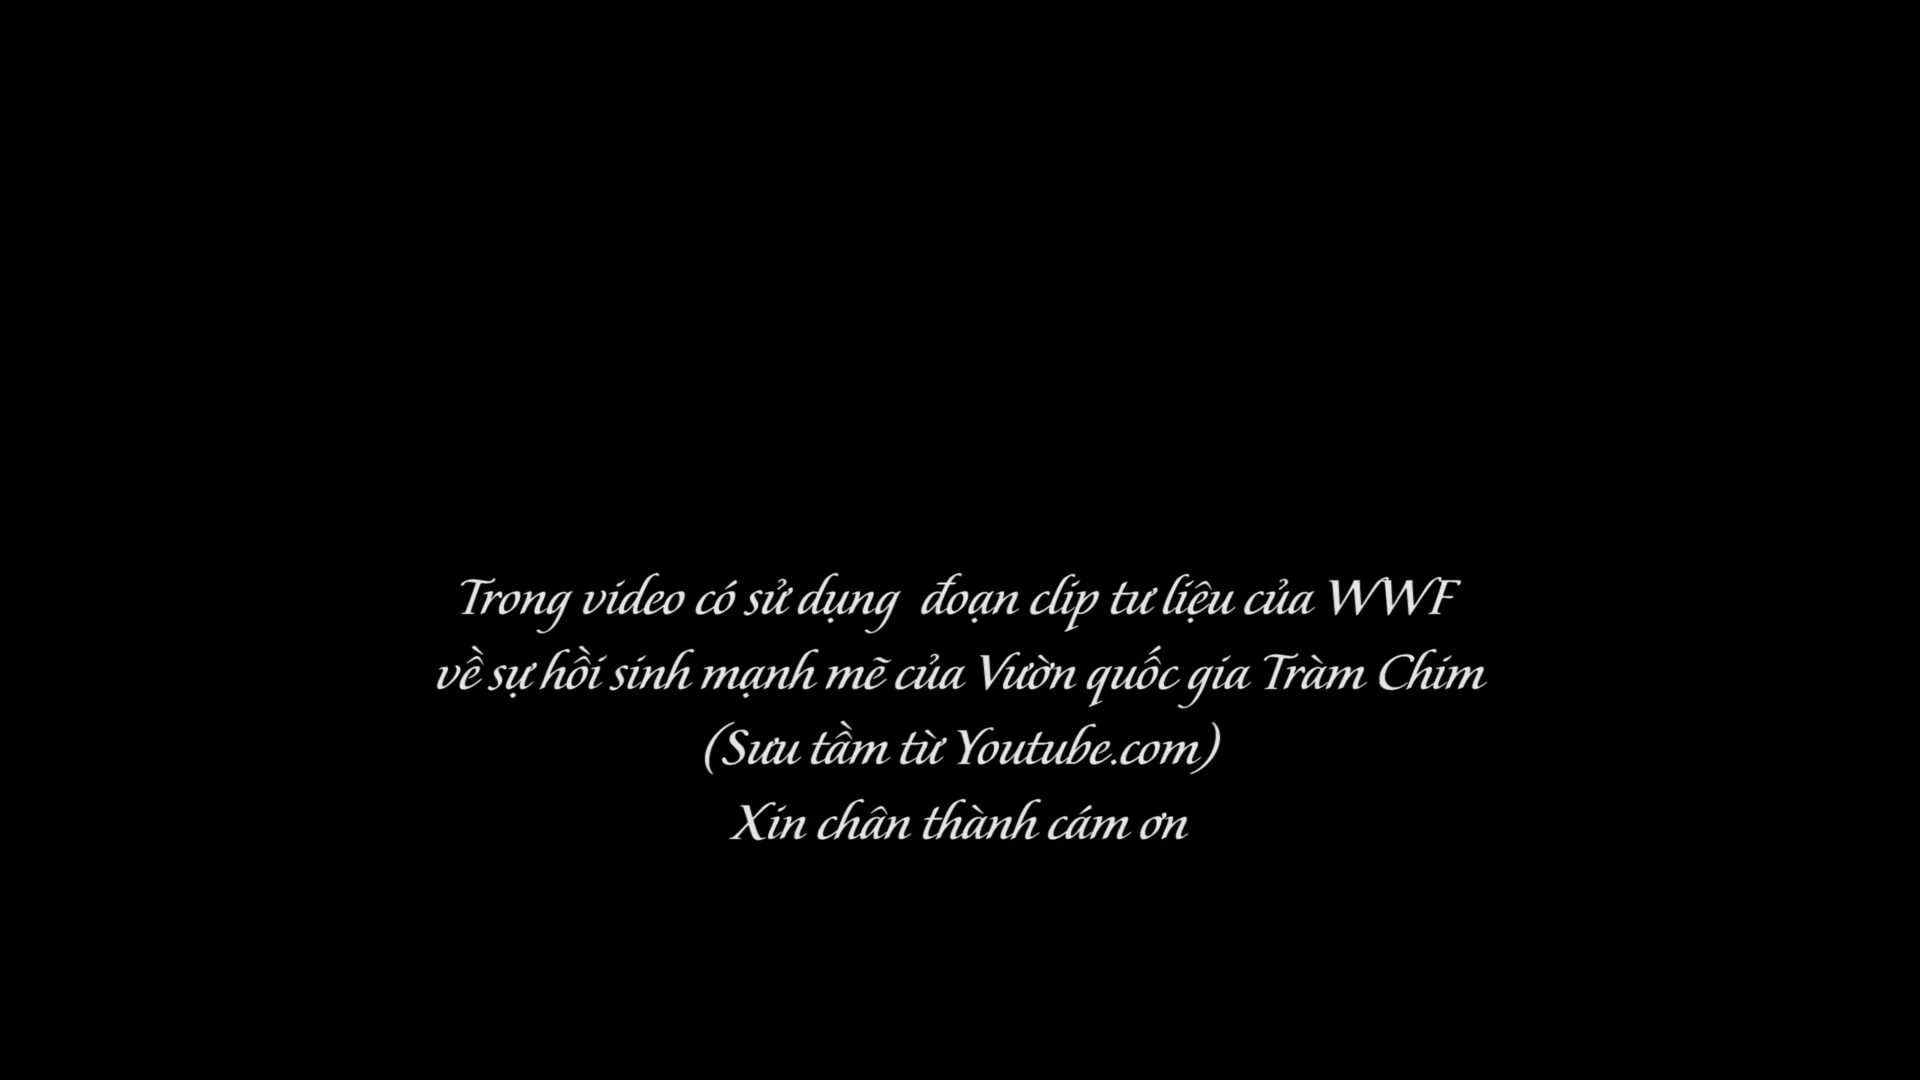 Trong video có sử dụng đoạn clip tư liệu của WWF
về sự hồi sinh mạnh mẽ của Vườn quốc gia Tràm Chim
(Sưu tầm từ Youtube.com)
Xin chân thành cám ơn